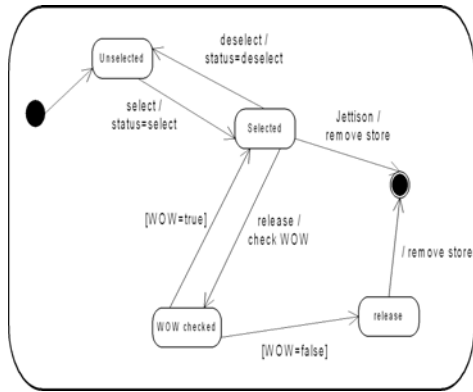 deselect /
status=deselect
Unselected
select /
status=select
Selected
Jettison /
remove store
[WOW=true]
release /
check WOW
/ remove store
WOW checked
release
[WOW=false]